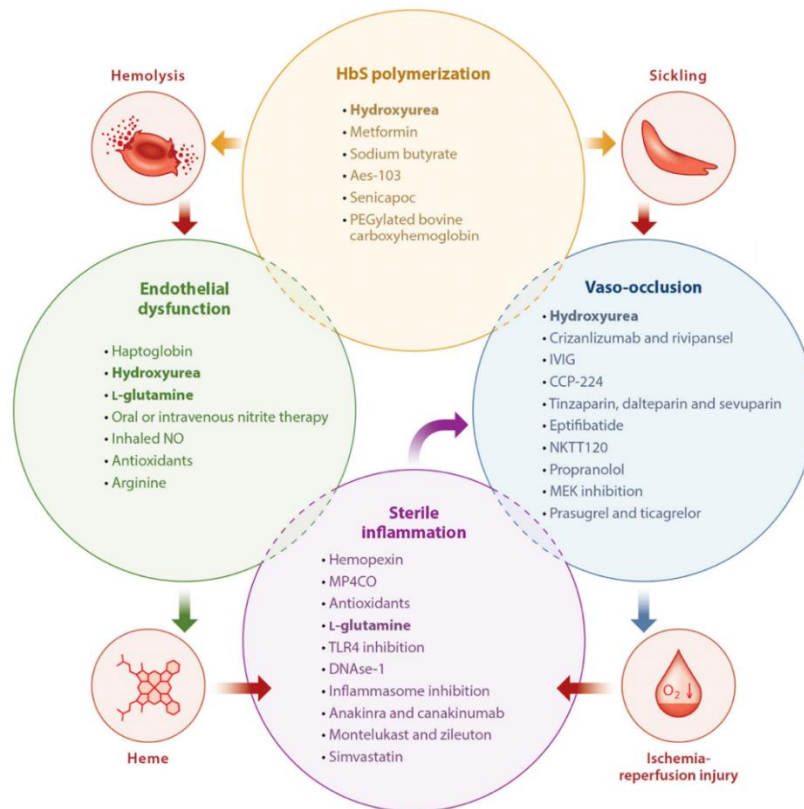 Hemolysis
HbS polymerization
• Hydroxyurea
• Metformin
• Sodium butyrate
• Aes-103
• Senicapoc
• PEGylated bovine
carboxyhemoglobin
Sickling
Endothelial
dysfunction
• Haptoglobin
• Hydroxyurea
• L-glutamine
• Oral or intravenous nitrite therapy
• Inhaled NO
• Antioxidants
• Arginine
Vaso-occlusion
• Hydroxyurea
• Crizanlizumab and rivipansel
• IVIG
• CCP-224
• Tinzaparin, dalteparin and sevuparin
• Eptifibatide
• NKTT120
• Propranolol
• MEK inhibition
• Prasugrel and ticagrelor
Sterile
inflammation
• Hemopexin
• MP4CO
• Antioxidants
• L-glutamine
• TLR4 inhibition
• DNAse-1
• Inflammasome inhibition
• Anakinra and canakinumab
• Montelukast and zileuton
• Simvastatin
Heme
O2 ↓
Ischemia-
reperfusion injury